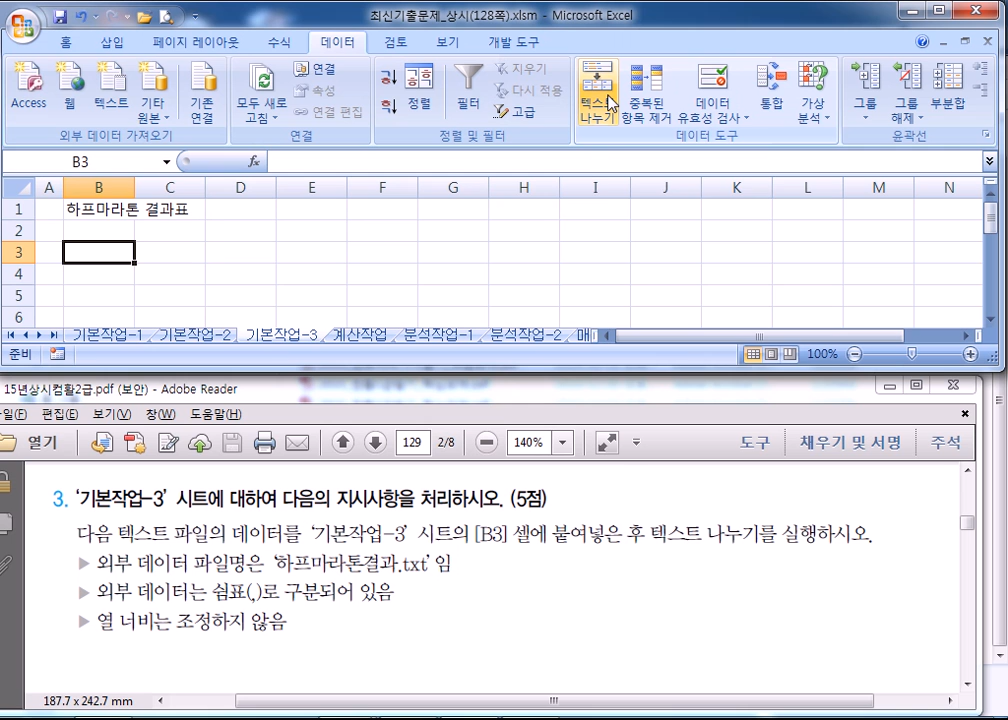 최신기출문제_상시(128쪽).xlsm - Microsoft Excel
홈 삽입 페이지 레이아웃 수식 데이터 검토 보기 개발 도구
Access 웹 텍스트 기타 원본 기존 연결 모두 새로 고침 연결 속성 연결 편집 정렬 필터 지우기 다시 적용 고급 텍스트 나누기 중복된 항목 제거 데이터 유효성 검사 통합 가상 분석 그룹 그룹 해제 부분합
외부 데이터 가져오기 연결 정렬 및 필터 데이터 도구 윤곽선
B3 fx
A B C D E F G H I J K L M N
1 하프마라톤 결과표
2
3
4
5
6
기본작업-1 기본작업-2 기본작업-3 계산작업 분석작업-1 분석작업-2 매
준비 100%
15년상시컴활2급.pdf (보안) - Adobe Reader
일(F) 편집(E) 보기(V) 창(W) 도움말(H)
열기 129 2/8 140% 도구 채우기 및 서명 주석
3. '기본작업-3' 시트에 대하여 다음의 지시사항을 처리하시오. (5점)
다음 텍스트 파일의 데이터를 '기본작업-3' 시트의 [B3] 셀에 붙여넣은 후 텍스트 나누기를 실행하시오.
▶ 외부 데이터 파일명은 '하프마라톤결과.txt'임
▶ 외부 데이터는 쉼표(,)로 구분되어 있음
▶ 열 너비는 조정하지 않음
187.7 x 242.7 mm